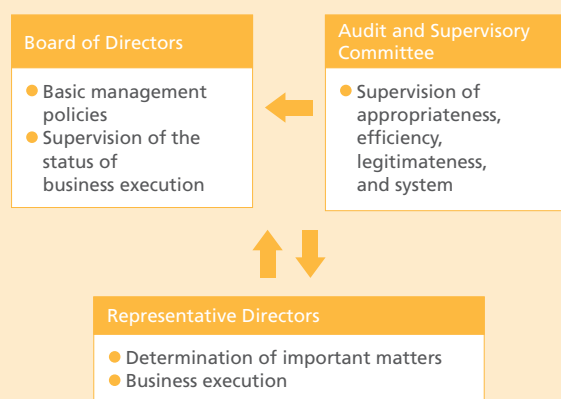 Board of Directors
Basic management
policies
Supervision of the
status of
business execution
Audit and Supervisory
Committee
Supervision of
appropriateness,
efficiency,
legitimateness,
and system
Representative Directors
Determination of important matters
Business execution